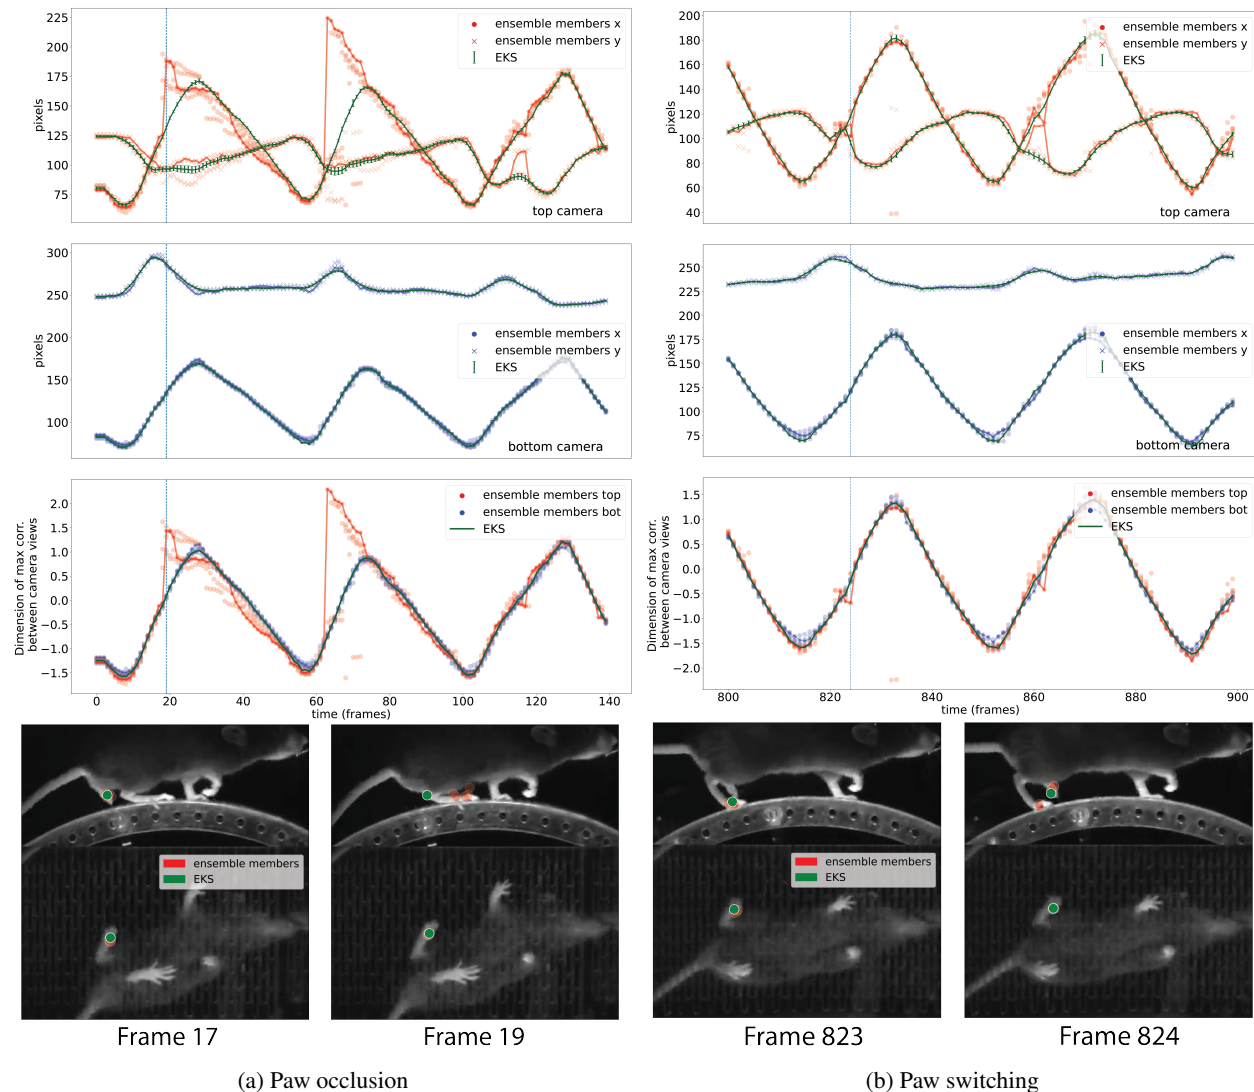 225
200
175
150
125
100
75
pixels
ensemble members x
ensemble members y
EKS
top camera
300
250
200
150
100
pixels
ensemble members x
ensemble members y
EKS
bottom camera
2.0
1.5
1.0
0.5
0.0
−0.5
−1.0
−1.5
Dimension of max corr.
between camera views
ensemble members top
ensemble members bot
EKS
0 20 40 60 80 100 120 140
time (frames)
ensemble members
EKS
Frame 17 Frame 19
(a) Paw occlusion
200
180
160
140
120
100
80
60
40
pixels
ensemble members x
ensemble members y
EKS
top camera
250
225
200
175
150
125
100
75
pixels
ensemble members x
ensemble members y
EKS
bottom camera
1.5
1.0
0.5
0.0
−0.5
−1.0
−1.5
−2.0
Dimension of max corr.
between camera views
ensemble members top
ensemble members bot
EKS
800 820 840 860 880 900
time (frames)
ensemble members
EKS
Frame 823 Frame 824
(b) Paw switching